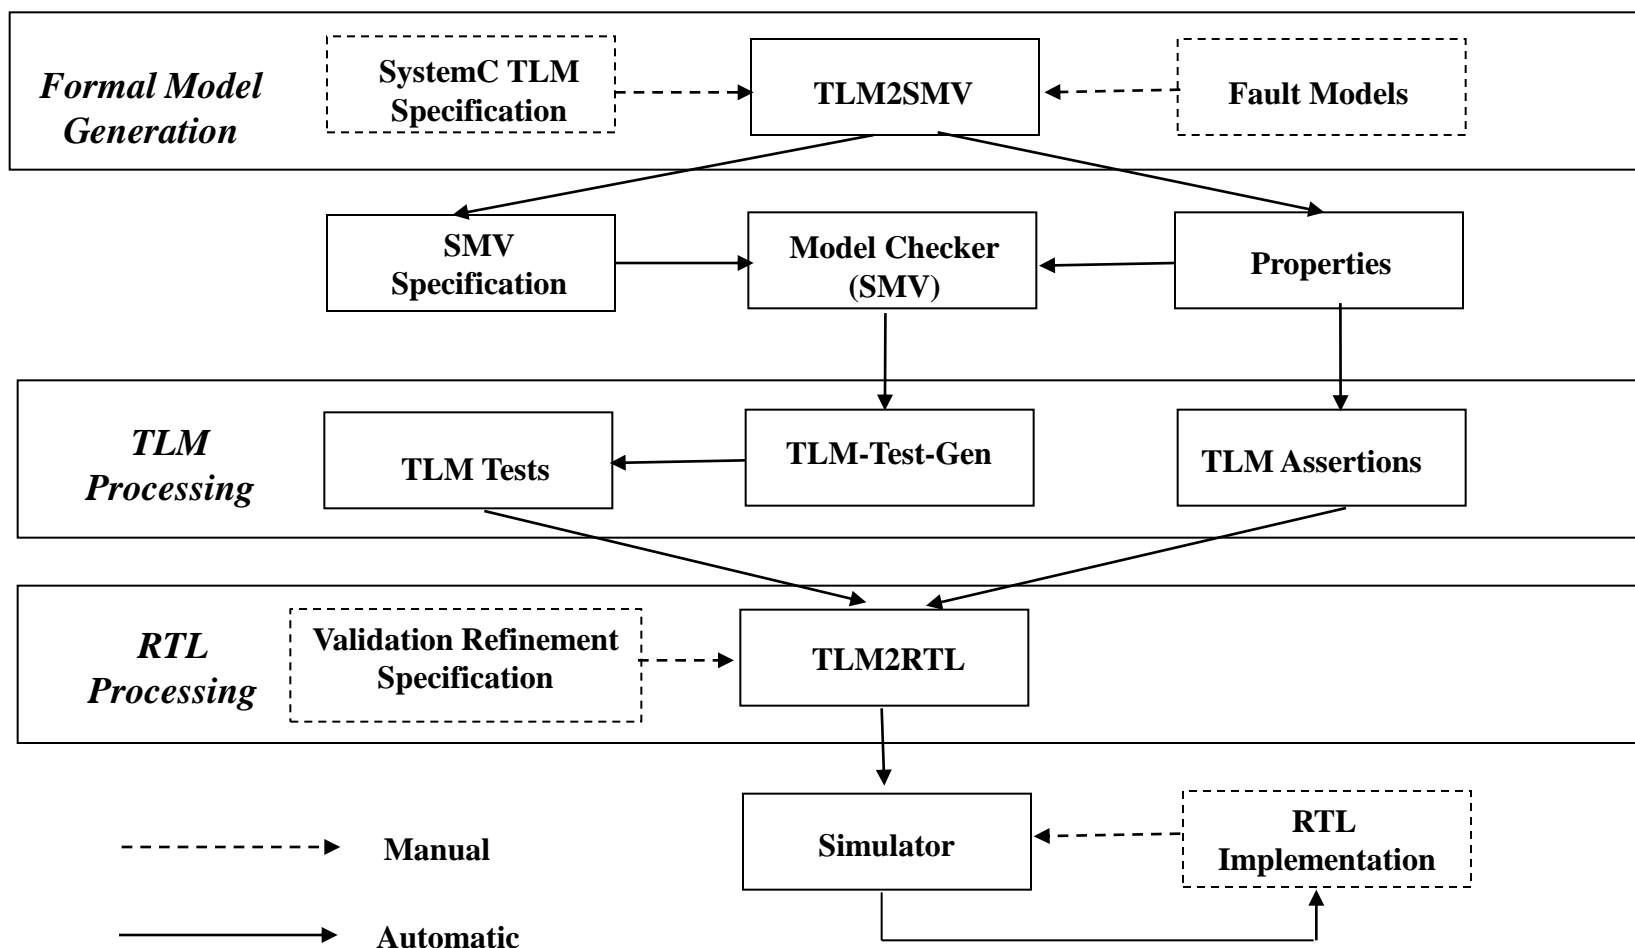 Formal Model
Generation
SystemC TLM
Specification
TLM2SMV
Fault Models
SMV
Specification
Model Checker
(SMV)
Properties
TLM
Processing
TLM Tests
TLM-Test-Gen
TLM Assertions
RTL
Processing
Validation Refinement
Specification
TLM2RTL
Simulator
RTL
Implementation
Manual
Automatic